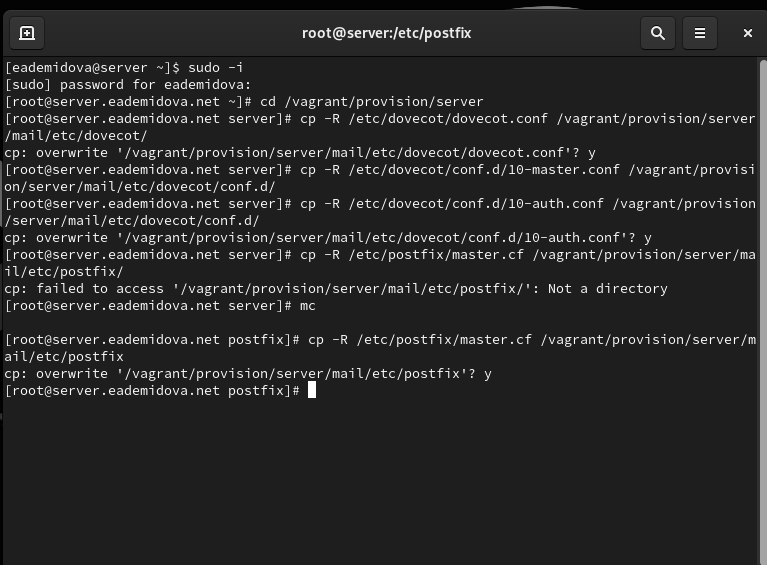 root@server:/etc/postfix
[eademidova@server ~]$ sudo -i
[sudo] password for eademidova:
[root@server.eademidova.net ~]# cd /vagrant/provision/server
[root@server.eademidova.net server]# cp -R /etc/dovecot/dovecot.conf /vagrant/provision/server
/mail/etc/dovecot/
cp: overwrite '/vagrant/provision/server/mail/etc/dovecot/dovecot.conf'? y
[root@server.eademidova.net server]# cp -R /etc/dovecot/conf.d/10-master.conf /vagrant/provisi
on/server/mail/etc/dovecot/conf.d/
[root@server.eademidova.net server]# cp -R /etc/dovecot/conf.d/10-auth.conf /vagrant/provision
/server/mail/etc/dovecot/conf.d/
cp: overwrite '/vagrant/provision/server/mail/etc/dovecot/conf.d/10-auth.conf'? y
[root@server.eademidova.net server]# cp -R /etc/postfix/master.cf /vagrant/provision/server/ma
il/etc/postfix/
cp: failed to access '/vagrant/provision/server/mail/etc/postfix/': Not a directory
[root@server.eademidova.net server]# mc
[root@server.eademidova.net postfix]# cp -R /etc/postfix/master.cf /vagrant/provision/server/m
ail/etc/postfix
cp: overwrite '/vagrant/provision/server/mail/etc/postfix'? y
[root@server.eademidova.net postfix]#